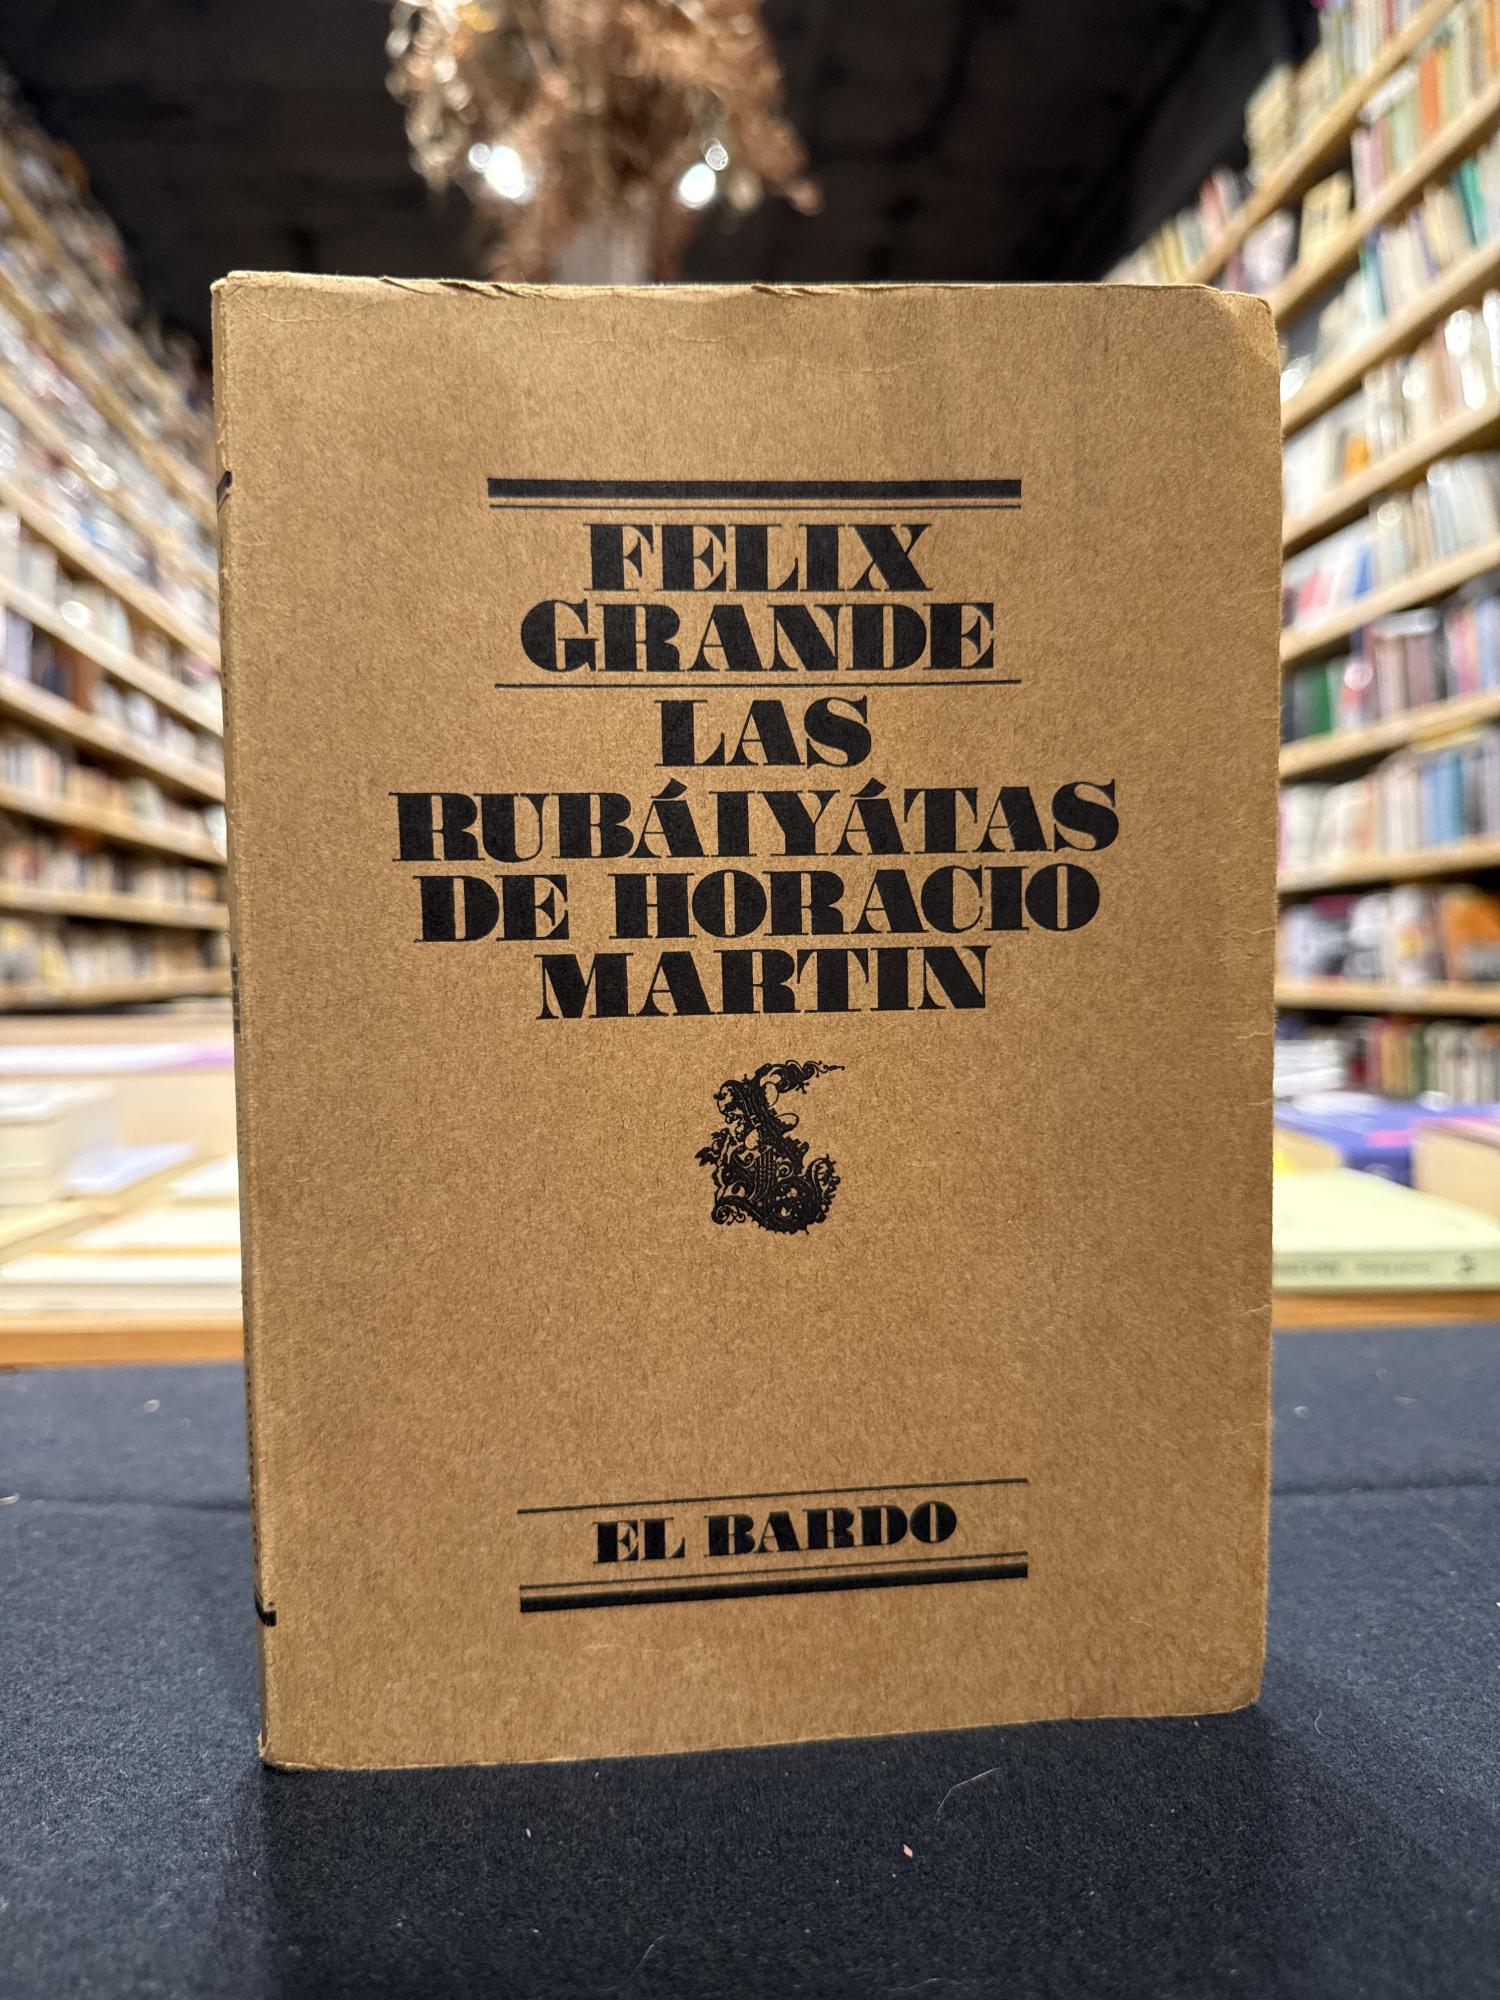 FELIX
GRANDE
LAS
RUBÁIYÁTAS
DE HORACIO
MARTIN
EL BARDO